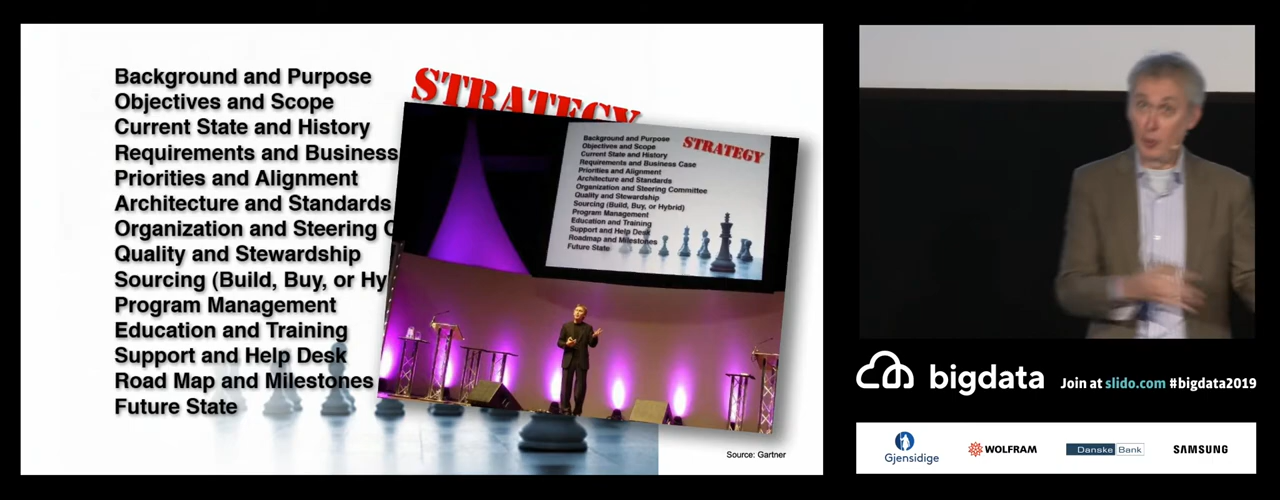 Background and Purpose
Objectives and Scope
Current State and History
Requirements and Business
Priorities and Alignment
Architecture and Standards
Organization and Steering C
Quality and Stewardship
Sourcing (Build, Buy, or Hy
Program Management
Education and Training
Support and Help Desk
Road Map and Milestones
Future State
STRATEGY
Background and Purpose
Objectives and Scope
Current State and History
Requirements and Business Case
Priorities and Alignment
Architecture and Standards
Organization and Steering Committee
Quality and Stewardship
Sourcing (Build, Buy, or Hybrid)
Program Management
Education and Training
Support and Help Desk
Roadmap and Milestones
Future State
STRATEGY
Source: Gartner
bigdata
Join at slido.com #bigdata2019
Gjensidige
WOLFRAM
Danske Bank
SAMSUNG